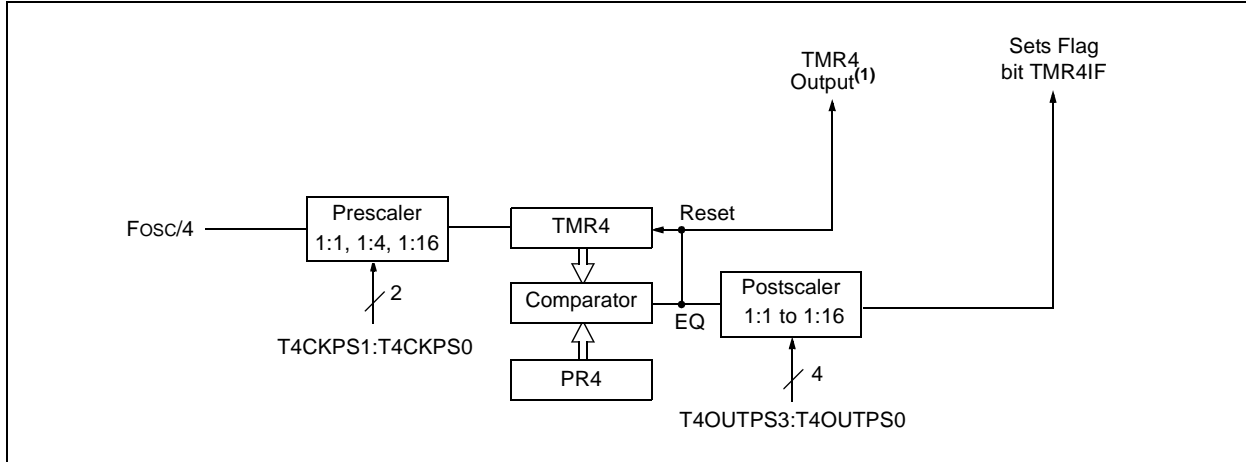 TMR4
Output(1)
Sets Flag
bit TMR4IF
FOSC/4
Prescaler
1:1, 1:4, 1:16
TMR4
Reset
2
Comparator
EQ
Postscaler
1:1 to 1:16
T4CKPS1:T4CKPS0
PR4
4
T4OUTPS3:T4OUTPS0